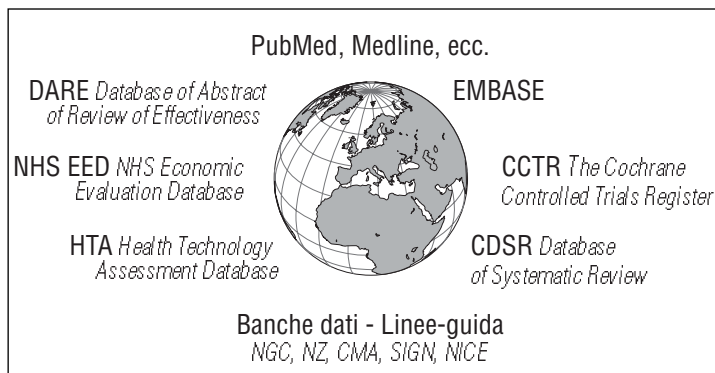 PubMed, Medline, ecc.
DARE Database of Abstract
of Review of Effectiveness
EMBASE
NHS EED NHS Economic
Evaluation Database
CCTR The Cochrane
Controlled Trials Register
HTA Health Technology
Assessment Database
CDSR Database
of Systematic Review
Banche dati - Linee-guida
NGC, NZ, CMA, SIGN, NICE